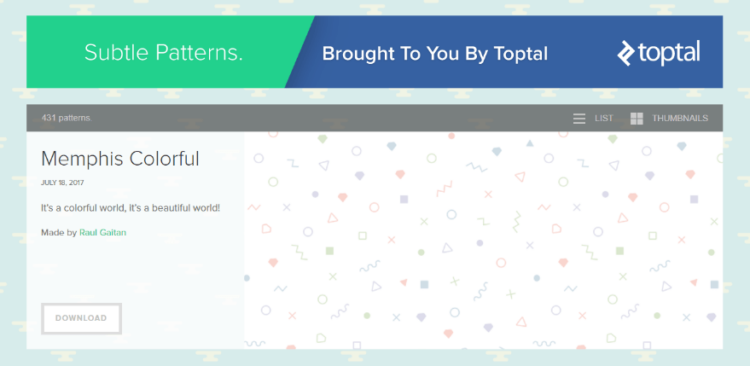 Subtle Patterns.
Brought To You By Toptal
toptal
431 patterns.
LIST
THUMBNAILS
Memphis Colorful
JULY 18, 2017
It's a colorful world, it's a beautiful world!
Made by Raul Gaitan
DOWNLOAD